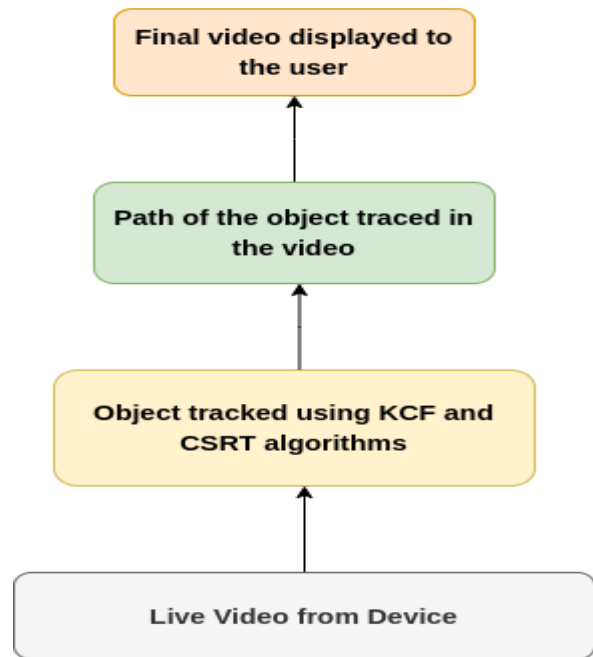 Final video displayed to
the user
Path of the object traced in
the video
Object tracked using KCF and
CSRT algorithms
Live Video from Device